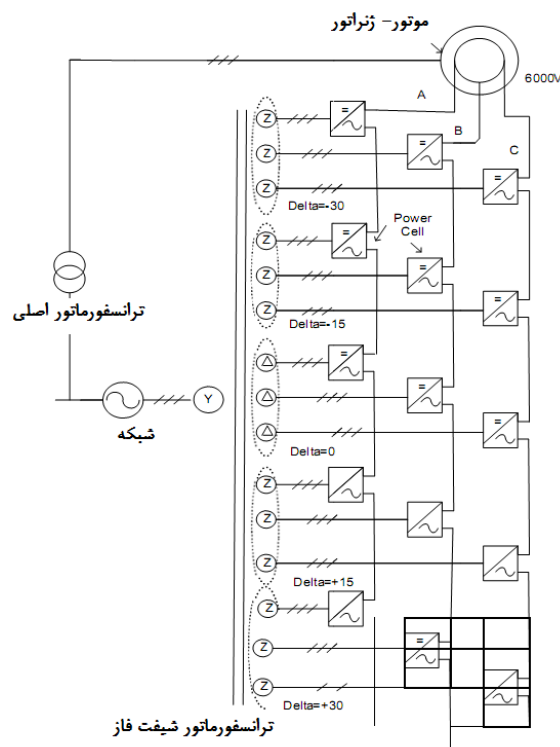 موتور- ژنراتور
6000V
A
B
C
Z
Z
Z
Delta=-30
Power
Cell
Z
Z
Z
Delta=-15
ترانسفورماتور اصلی
Y
شبکه
Δ
Δ
Δ
Delta=0
Z
Z
Z
Delta=+15
Z
Z
Z
Delta=+30
ترانسفورماتور شیفت فاز